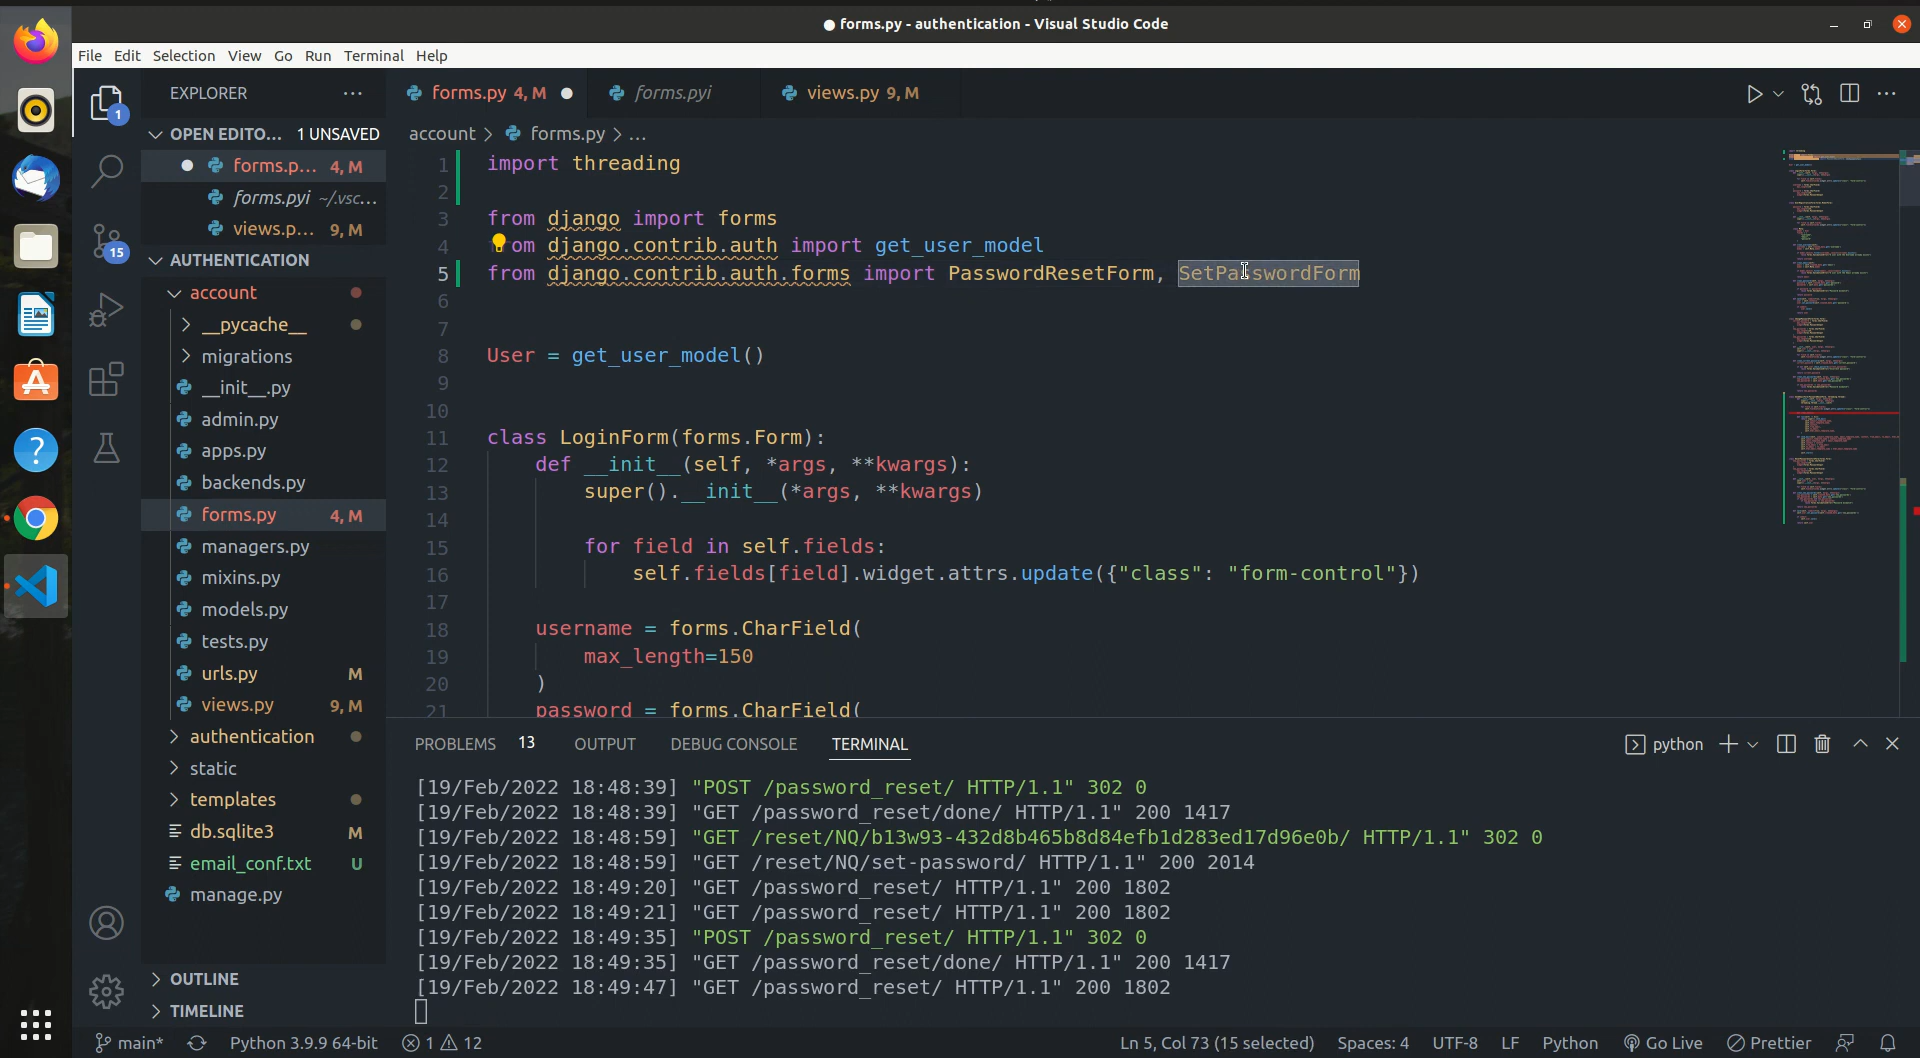 forms.py - authentication - Visual Studio Code
File Edit Selection View Go Run Terminal Help
EXPLORER
OPEN EDITO... 1 UNSAVED
forms.p... 4, M
forms.pyi ~/.vsc...
views.p... 9, M
AUTHENTICATION
account
__pycache__
migrations
__init__.py
admin.py
apps.py
backends.py
forms.py 4, M
managers.py
mixins.py
models.py
tests.py
urls.py M
views.py 9, M
authentication
static
templates
db.sqlite3 M
email_conf.txt U
manage.py
OUTLINE
TIMELINE
1
15
forms.py 4, M
forms.pyi
views.py 9, M
account > forms.py > ...
1 import threading
2
3 from django import forms
4 om django.contrib.auth import get_user_model
5 from django.contrib.auth.forms import PasswordResetForm, SetPasswordForm
6
7
8 User = get_user_model()
9
10
11 class LoginForm(forms.Form):
12 def __init__(self, *args, **kwargs):
13 super().__init__(*args, **kwargs)
14
15 for field in self.fields:
16 self.fields[field].widget.attrs.update({"class": "form-control"})
17
18 username = forms.CharField(
19 max_length=150
20 )
21 password = forms.CharField(
PROBLEMS 13 OUTPUT DEBUG CONSOLE TERMINAL
python
[19/Feb/2022 18:48:39] "POST /password_reset/ HTTP/1.1" 302 0
[19/Feb/2022 18:48:39] "GET /password_reset/done/ HTTP/1.1" 200 1417
[19/Feb/2022 18:48:59] "GET /reset/NQ/b13w93-432d8b465b8d84efb1d283ed17d96e0b/ HTTP/1.1" 302 0
[19/Feb/2022 18:48:59] "GET /reset/NQ/set-password/ HTTP/1.1" 200 2014
[19/Feb/2022 18:49:20] "GET /password_reset/ HTTP/1.1" 200 1802
[19/Feb/2022 18:49:21] "GET /password_reset/ HTTP/1.1" 200 1802
[19/Feb/2022 18:49:35] "POST /password_reset/ HTTP/1.1" 302 0
[19/Feb/2022 18:49:35] "GET /password_reset/done/ HTTP/1.1" 200 1417
[19/Feb/2022 18:49:47] "GET /password_reset/ HTTP/1.1" 200 1802
main* Python 3.9.9 64-bit 1 12 Ln 5, Col 73 (15 selected) Spaces: 4 UTF-8 LF Python Go Live Prettier